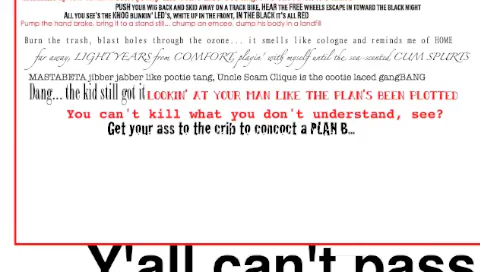 PUSH YOUR WIG BACK AND SKID AWAY ON A TRACK BIKE, HEAR THE FREE WHEELS ESCAPE IN TOWARD THE BLACK NIGHT
ALL YOU SEE'S THE KNOG BLINKIN' LED'S, WHITE UP IN THE FRONT, IN THE BLACK IT'S ALL RED
Pump the hand brake, bring it to a stand still... chump an emcee, dump his body in a landfill
Burn the trash, blast holes through the ozone... it smells like cologne and reminds me of HOME
far away, LIGHTYEARS from COMFORT, playin' with myself until the sea-scented, CUM SPURTS
MASTABETA jibber jabber like pootie tang, Uncle Scam Clique is the cootie laced gangBANG
Dang... the kid still got it LOOKIN' AT YOUR MAN LIKE THE PLAN'S BEEN PLOTTED
You can't kill what you don't understand, see?
Get your ass to the crib to concoct a PLAN B...
Y'all can't pass